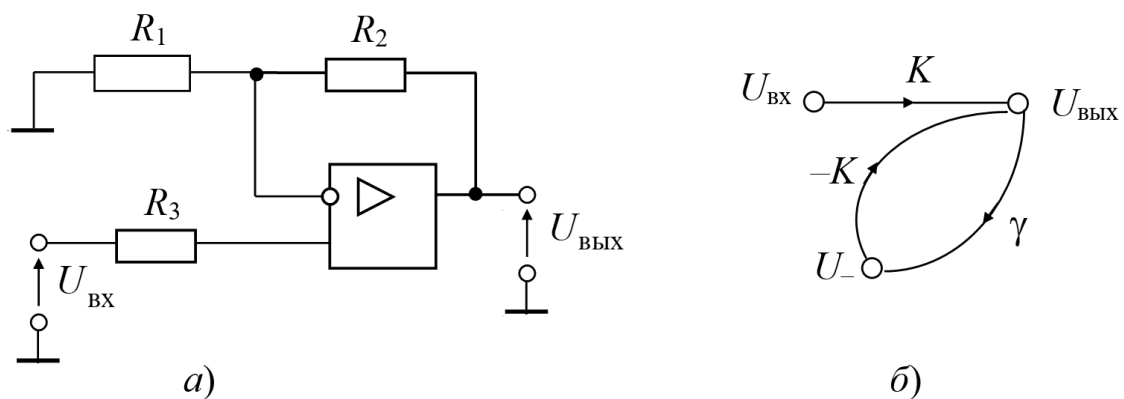 R1 R2
R3
Uвх
Uвых
а)
Uвх K Uвых
–K
γ
U–
б)